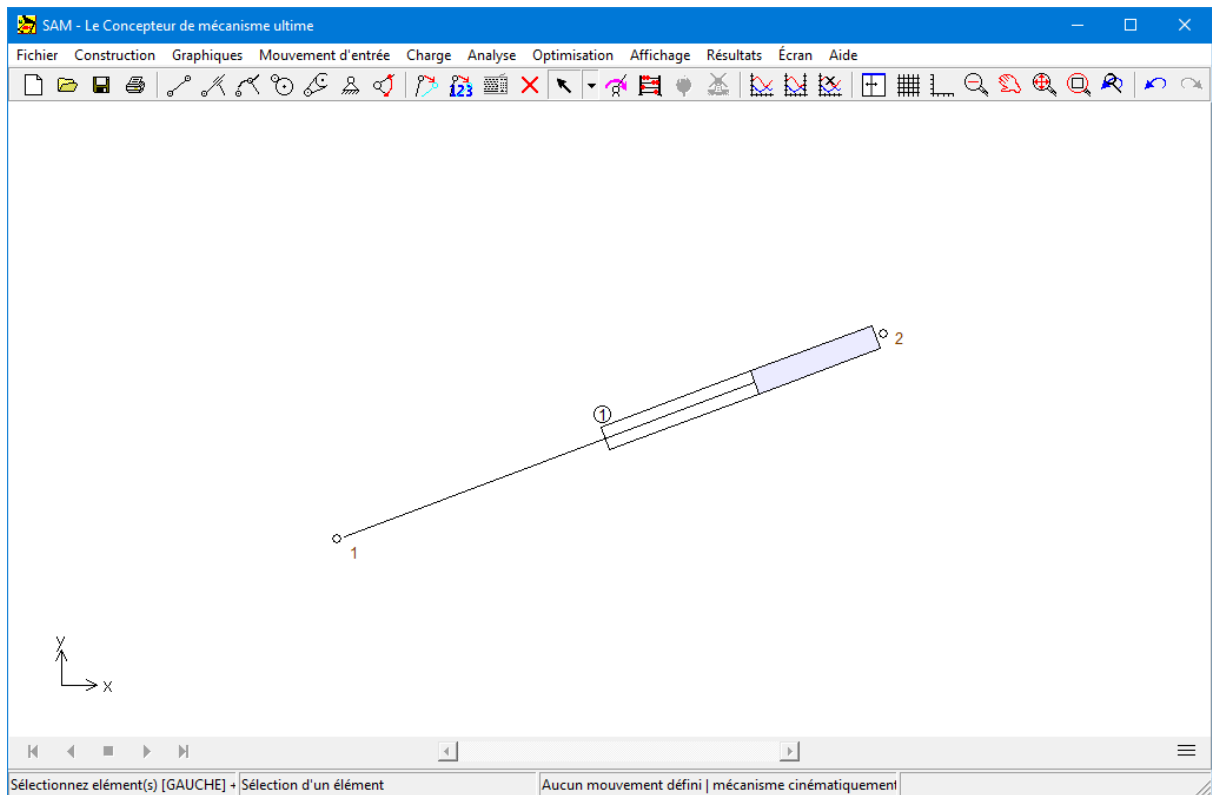 SAM - Le Concepteur de mécanisme ultime
Fichier Construction Graphiques Mouvement d'entrée Charge Analyse Optimisation Affichage Résultats Écran Aide
123
2
1
1
y
x
Sélectionnez elément(s) [GAUCHE] + Sélection d'un élément Aucun mouvement défini | mécanisme cinématiquement